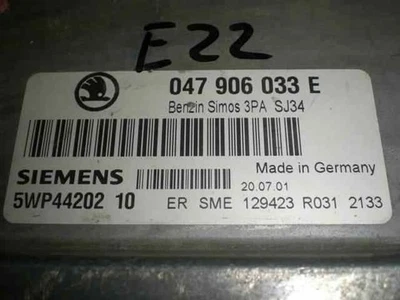 E22
047 906 033 E
Benzin Simos 3PA SJ34
Made in Germany
SIEMENS
20.07.01
5WP44202 10
ER SME 129423 R031 2133